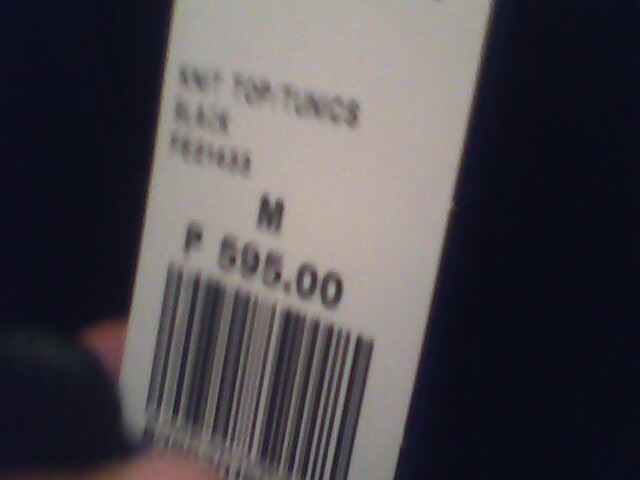 KNIT TOP/TUNICS
BLACK
M
P 595.00